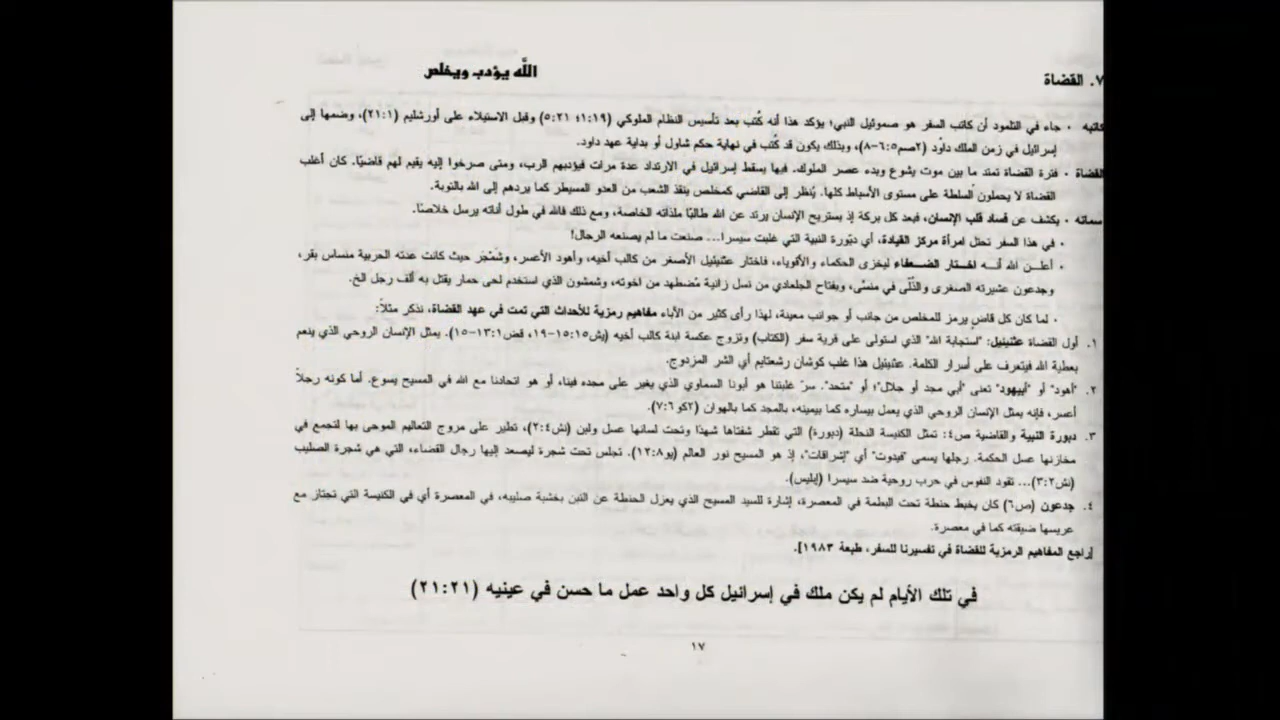 ٧. القضاة
الله يؤدب ويخلص
كاتبه • جاء في التلمود أن كاتب السفر هو صموئيل النبي؛ يؤكد هذا أنه كُتب بعد تأسيس النظام الملوكي (١:١٩؛ ٥:٢١) وقبل الاستيلاء على أورشليم (٢١:١)، وضمها إلى
إسرائيل في زمن الملك داود (٢صم٦:٥-٨)، وبذلك يكون قد كُتب في نهاية حكم شاول أو بداية عهد داود.
القضاة • فترة القضاة تمتد ما بين موت يشوع وبدء عصر الملوك. فيها يسقط إسرائيل في الارتداد عدة مرات فيؤدبهم الرب، ومتى صرخوا إليه يقيم لهم قاضيًا. كان أغلب
القضاة لا يحملون السلطة على مستوى الأسباط كلها. يُنظر إلى القاضي كمخلص ينقذ الشعب من العدو المسيطر كما يردهم إلى الله بالتوبة.
سماته • يكشف عن فساد قلب الإنسان، فبعد كل بركة إذ يستريح الإنسان يرتد عن الله طالبًا ملذاته الخاصة، ومع ذلك فالله في طول أناته يرسل خلاصًا.
• في هذا السفر تحتل امرأة مركز القيادة، أي دبورة النبية التي غلبت سيسرا... صنعت ما لم يصنعه الرجال!
• أعلن الله أنه اختار الضعفاء ليخزى الحكماء والأقوياء، فاختار عثنيئيل الأصغر من كالب أخيه، وأهود الأعسر، وشمْجَر حيث كانت عدته الحربية منساس بقر،
وجدعون عشيرته الصغرى والذُلّى في منسَّى، ويفتاح الجلعادي من نسل زانية مُضطهد من اخوته، وشمشون الذي استخدم لحى حمار يقتل به ألف رجل الخ.
• لما كان كل قاضٍ يرمز للمخلص من جانب أو جوانب معينة، لهذا رأى كثير من الآباء مفاهيم رمزية للأحداث التي تمت في عهد القضاة، نذكر مثلاً:
١. أول القضاة عثنيئيل: "استجابة الله" الذي استولى على قرية سفر (الكتاب) وتزوج عكسة ابنة كالب أخيه (يش١٥:١٥-١٩، قض١٣:١-١٥). يمثل الإنسان الروحي الذي ينعم
بعطية الله فيتعرف على أسرار الكلمة. عثنيئيل هذا غلب كوشان رشعتايم أي الشر المزدوج.
٢. "أهود" أو "أبيهود" تعنى "أبي مجد أو جلال"؛ أو "متحد". سرّ غلبتنا هو أبونا السماوي الذي يغير على مجده فينا، أو هو اتحادنا مع الله في المسيح يسوع. أما كونه رجلاً
أعسر، فإنه يمثل الإنسان الروحي الذي يعمل بيساره كما بيمينه، بالمجد كما بالهوان (٢كو٧:٦).
٣. دبورة النبية والقاضية ص٤: تمثل الكنيسة النحلة (دبورة) التي تقطر شفتاها شهدًا وتحت لسانها عسل ولبن (نش٢:٤)، تطير على مروج التعاليم الموحى بها لتجمع في
مخازنها عسل الحكمة. رجلها يسمى "فيدوت" أي "إشراقات"، إذ هو المسيح نور العالم (يو١٢:٨). تجلس تحت شجرة ليصعد إليها رجال القضاء، التي هي شجرة الصليب
(نش٣:٢)... تقود النفوس في حرب روحية ضد سيسرا (إبليس).
٤. جدعون (ص٦) كان يخبط حنطة تحت البطمة في المعصرة، إشارة للسيد المسيح الذي يعزل الحنطة عن التبن بخشبة صليبه، في المعصرة أي في الكنيسة التي تجتاز مع
عريسها ضيقته كما في معصرة.
[راجع المفاهيم الرمزية للقضاة في تفسيرنا للسفر، طبعة ١٩٨٣].
في تلك الأيام لم يكن ملك في إسرائيل كل واحد عمل ما حسن في عينيه (٢١:٢١)
١٧